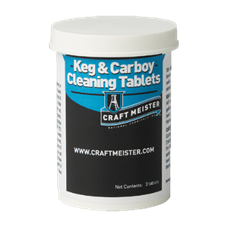 Keg & Carboy
Cleaning Tablets
CRAFT MEISTER
WWW.CRAFTMEISTER.COM
Net Contents: